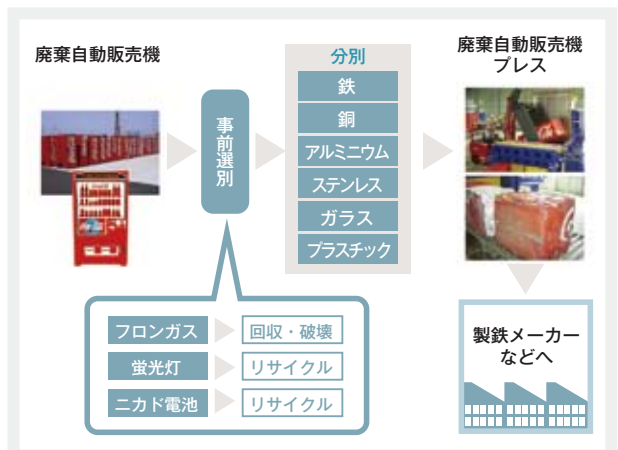 廃棄自動販売機
事前選別
分別
鉄
銅
アルミニウム
ステンレス
ガラス
プラスチック
廃棄自動販売機
プレス
製鉄メーカー
などへ
フロンガス
回収・破壊
蛍光灯
リサイクル
ニカド電池
リサイクル